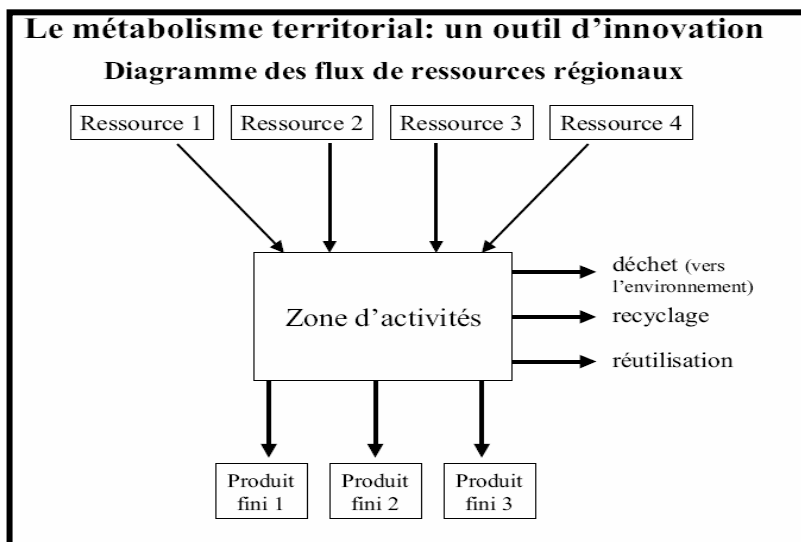 Le métabolisme territorial: un outil d’innovation
Diagramme des flux de ressources régionaux
Ressource 1
Ressource 2
Ressource 3
Ressource 4
Zone d’activités
déchet (vers
l’environnement)
recyclage
réutilisation
Produit
fini 1
Produit
fini 2
Produit
fini 3